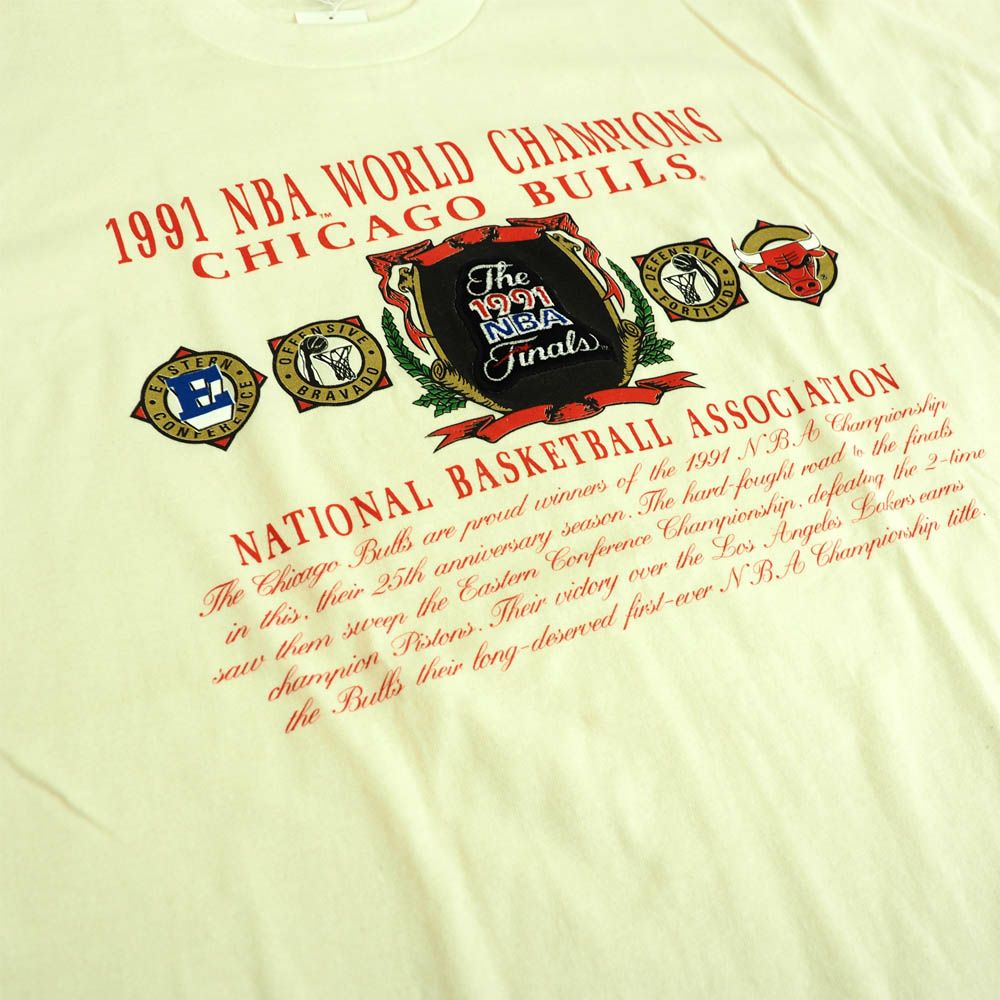 1991 NBA™ WORLD CHAMPIONS
CHICAGO BULLS®
The
1991
NBA
Finals™
DEFENSIVE
FORTITUDE
®
OFFENSIVE
BRAVADO
EASTERN
E
CONFERENCE
NATIONAL BASKETBALL ASSOCIATION
The Chicago Bulls are proud winners of the 1991 NBA Championship
in this, their 25th anniversary season. The hard-fought road to the finals
saw them sweep the Eastern Conference Championship, defeating the 2-time
champion Pistons. Their victory over the Los Angeles Lakers earns
the Bulls their long-deserved first-ever NBA Championship title.